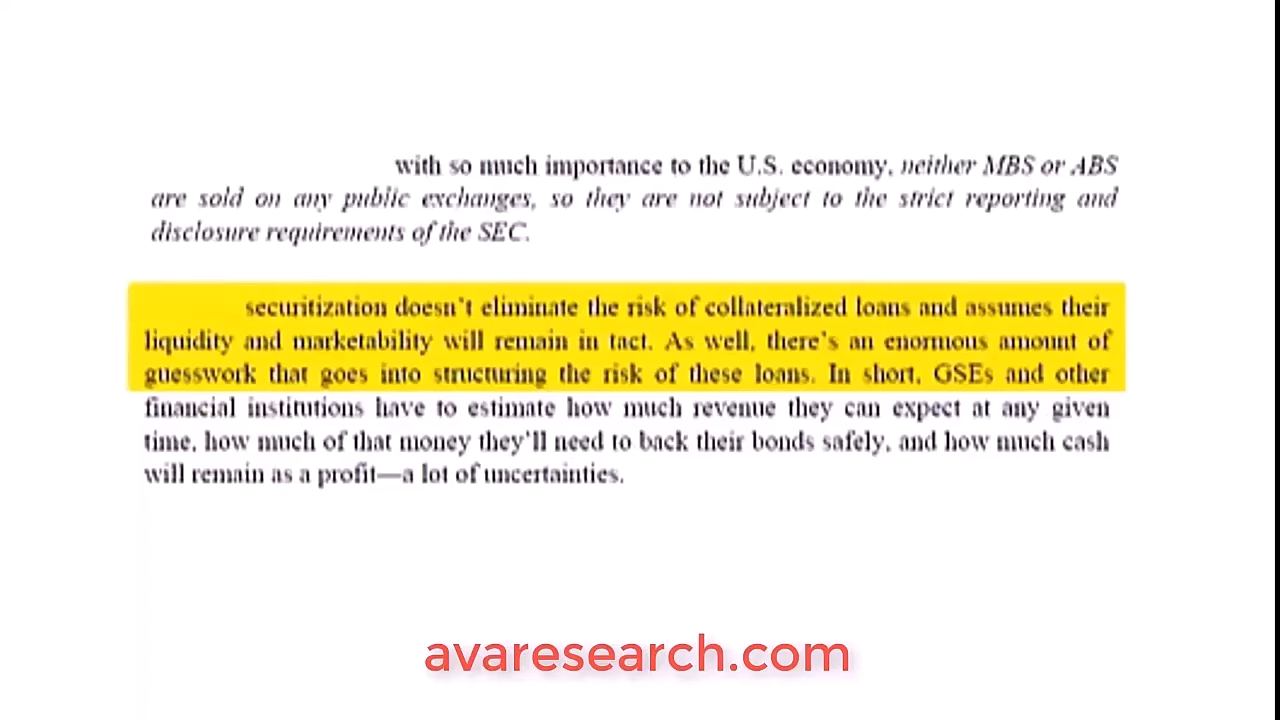 with so much importance to the U.S. economy, neither MBS or ABS
are sold on any public exchanges, so they are not subject to the strict reporting and
disclosure requirements of the SEC.
securitization doesn't eliminate the risk of collateralized loans and assumes their
liquidity and marketability will remain in tact. As well, there's an enormous amount of
guesswork that goes into structuring the risk of these loans. In short, GSEs and other
financial institutions have to estimate how much revenue they can expect at any given
time, how much of that money they'll need to back their bonds safely, and how much cash
will remain as a profit—a lot of uncertainties.
avaresearch.com